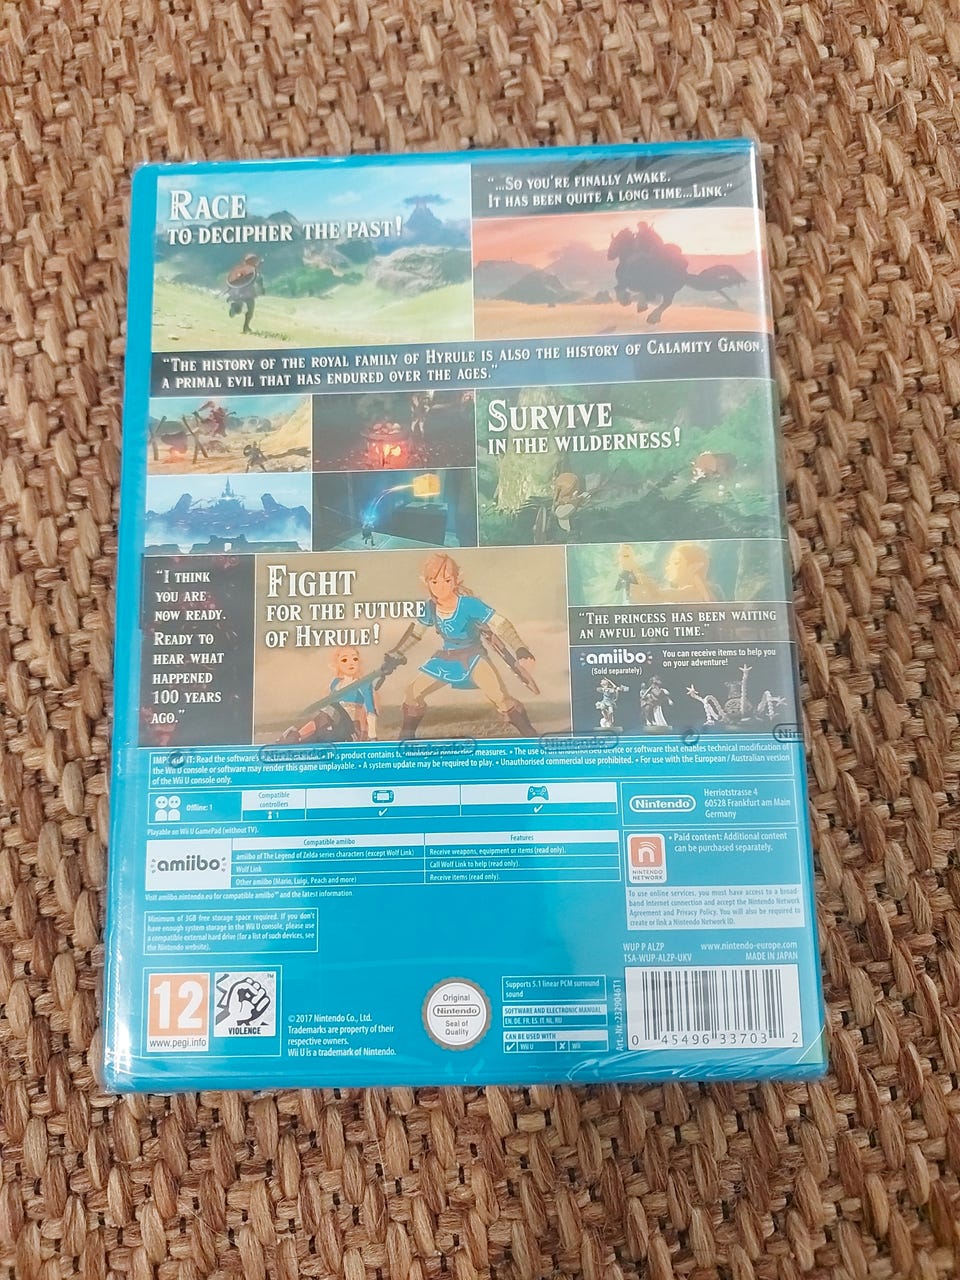 RACE
TO DECIPHER THE PAST!
"...SO YOU'RE FINALLY AWAKE.
IT HAS BEEN QUITE A LONG TIME...LINK."
"THE HISTORY OF THE ROYAL FAMILY OF HYRULE IS ALSO THE HISTORY OF CALAMITY GANON,
A PRIMAL EVIL THAT HAS ENDURED OVER THE AGES."
SURVIVE
IN THE WILDERNESS!
"I THINK
YOU ARE
NOW READY.
READY TO
HEAR WHAT
HAPPENED
100 YEARS
AGO."
FIGHT
FOR THE FUTURE
OF HYRULE!
"THE PRINCESS HAS BEEN WAITING
AN AWFUL LONG TIME."
amiibo
(Sold separately)
You can receive items to help you
on your adventure!
Nintendo
Nin
Read the software's This product contains technological protection measures. • The use of an unauthorised device or software that enables technical modification of
the Wii U console or software may render this game unplayable. • A system update may be required to play. • Unauthorised commercial use prohibited. • For use with the European / Australian version
of the Wii U console only.
Offline: 1
Compatible
controllers
1
✓
✓
Playable on Wii U GamePad (without TV).
amiibo
Compatible amiibo
Features
amiibo of The Legend of Zelda series characters (except Wolf Link)
Receive weapons, equipment or items (read only).
Wolf Link
Call Wolf Link to help (read only).
Other amiibo (Mario, Luigi, Peach and more)
Receive items (read only).
Visit amiibo.nintendo.eu for compatible amiibo™ and the latest information.
Minimum of 3GB free storage space required. If you don't
have enough system storage in the Wii U console, please use
a compatible external hard drive (for a list of such devices, see
the Nintendo website).
Nintendo
Herriotstrasse 4
60528 Frankfurt am Main
Germany
NINTENDO
NETWORK
• Paid content: Additional content
can be purchased separately.
To use online services, you must have access to a broad-
band internet connection and accept the Nintendo Network
Agreement and Privacy Policy. You will also be required to
create or link a Nintendo Network ID.
WUP P ALZP
TSA-WUP-ALZP-UKV
www.nintendo-europe.com
MADE IN JAPAN
12
www.pegi.info
VIOLENCE
TM
© 2017 Nintendo Co., Ltd.
Trademarks are property of their
respective owners.
Wii U is a trademark of Nintendo.
Original
Nintendo
Seal of
Quality
Supports 5.1 linear PCM surround
sound
SOFTWARE AND ELECTRONIC MANUAL
EN, DE, FR, ES, IT, NL, RU
CAN BE USED WITH
✓ Wii U ✗ Wii
Art.-Nr. 2329046T1
0 45496 33703 2